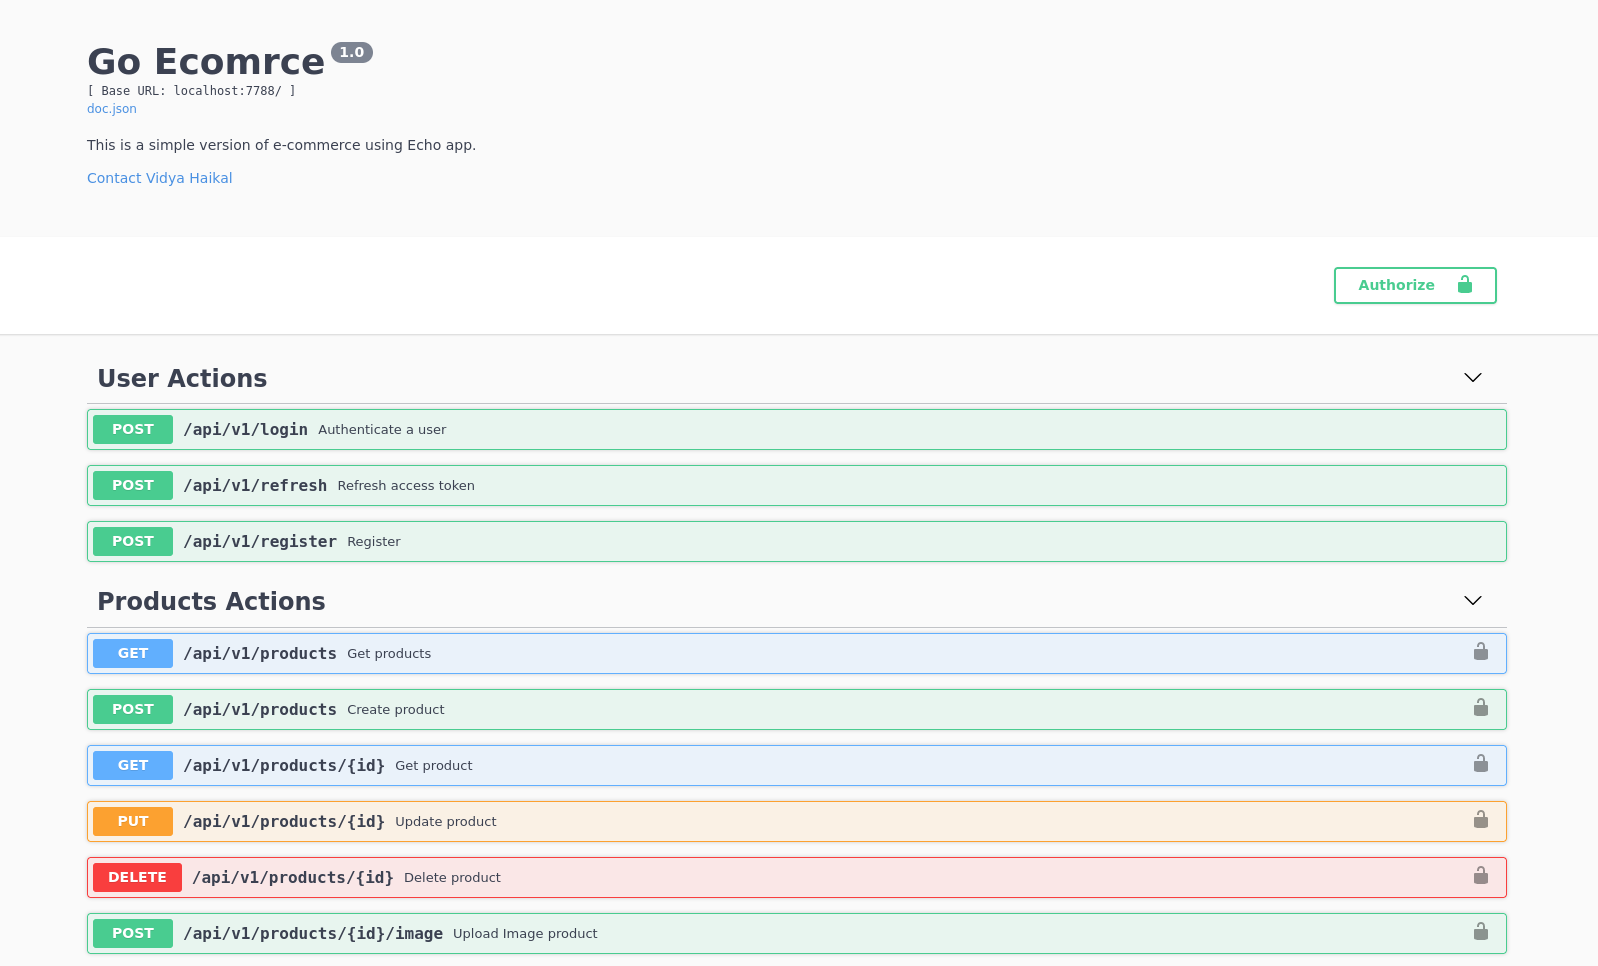 Go Ecomrce 1.0
[ Base URL: localhost:7788/ ]
doc.json
This is a simple version of e-commerce using Echo app.
Contact Vidya Haikal
Authorize
User Actions
POST /api/v1/login Authenticate a user
POST /api/v1/refresh Refresh access token
POST /api/v1/register Register
Products Actions
GET /api/v1/products Get products
POST /api/v1/products Create product
GET /api/v1/products/{id} Get product
PUT /api/v1/products/{id} Update product
DELETE /api/v1/products/{id} Delete product
POST /api/v1/products/{id}/image Upload Image product